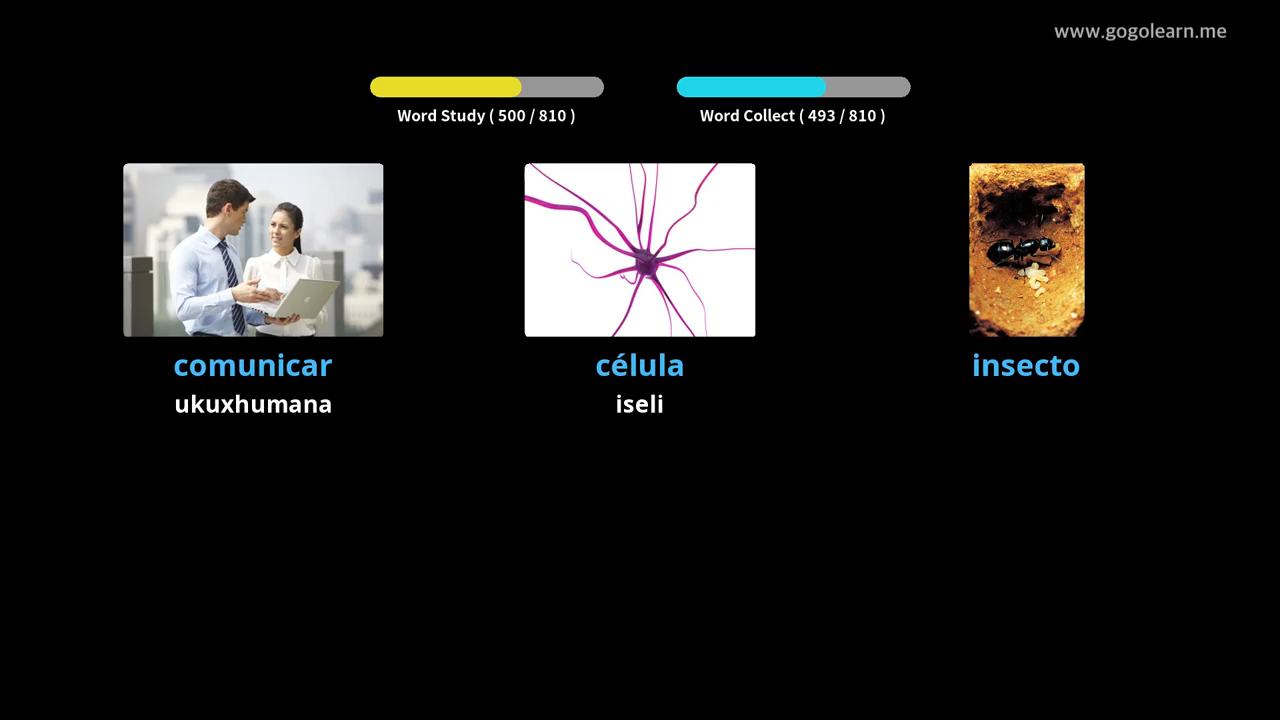 www.gogolearn.me
Word Study ( 500 / 810 )
Word Collect ( 493 / 810 )
comunicar
ukuxhumana
célula
iseli
insecto